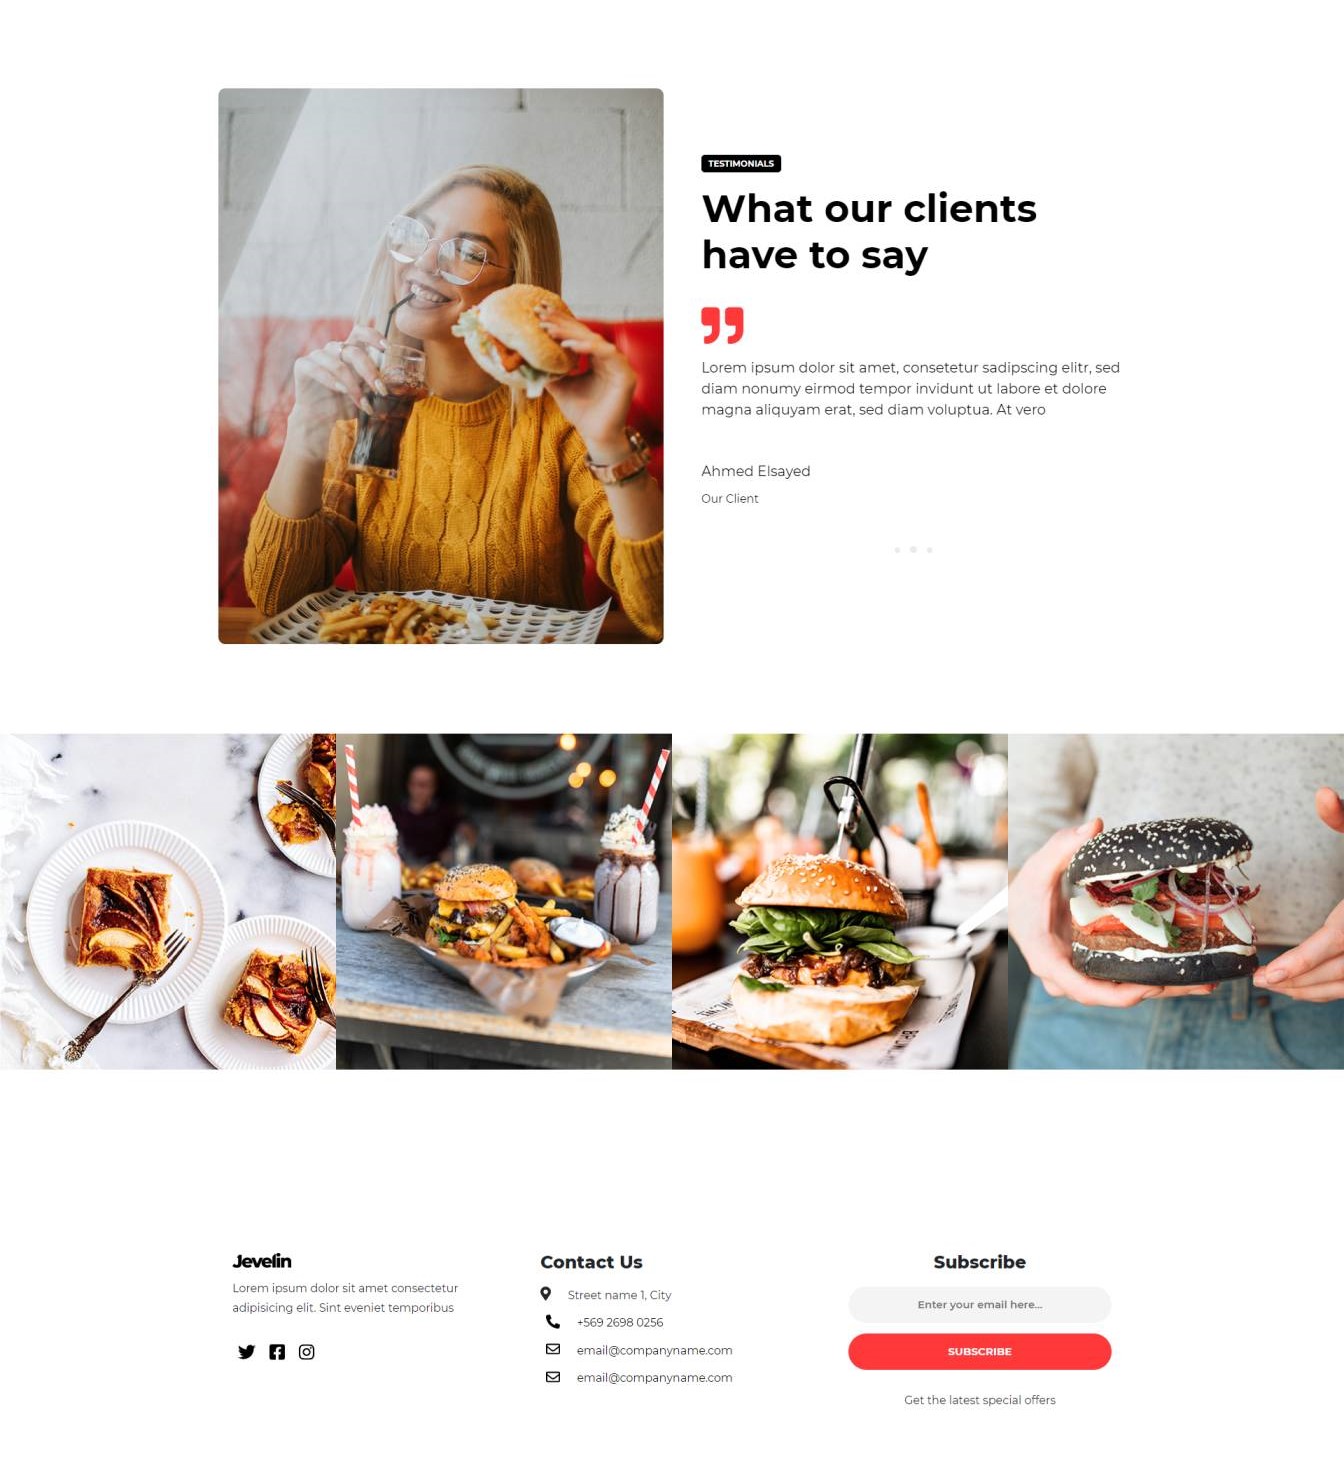 TESTIMONIALS
What our clients
have to say
Lorem ipsum dolor sit amet, consetetur sadipscing elitr, sed
diam nonumy eirmod tempor invidunt ut labore et dolore
magna aliquyam erat, sed diam voluptua. At vero
Ahmed Elsayed
Our Client
Jevelin
Lorem ipsum dolor sit amet consectetur
adipisicing elit. Sint eveniet temporibus
Contact Us
Street name 1, City
+569 2698 0256
email@companyname.com
email@companyname.com
Subscribe
Enter your email here...
SUBSCRIBE
Get the latest special offers